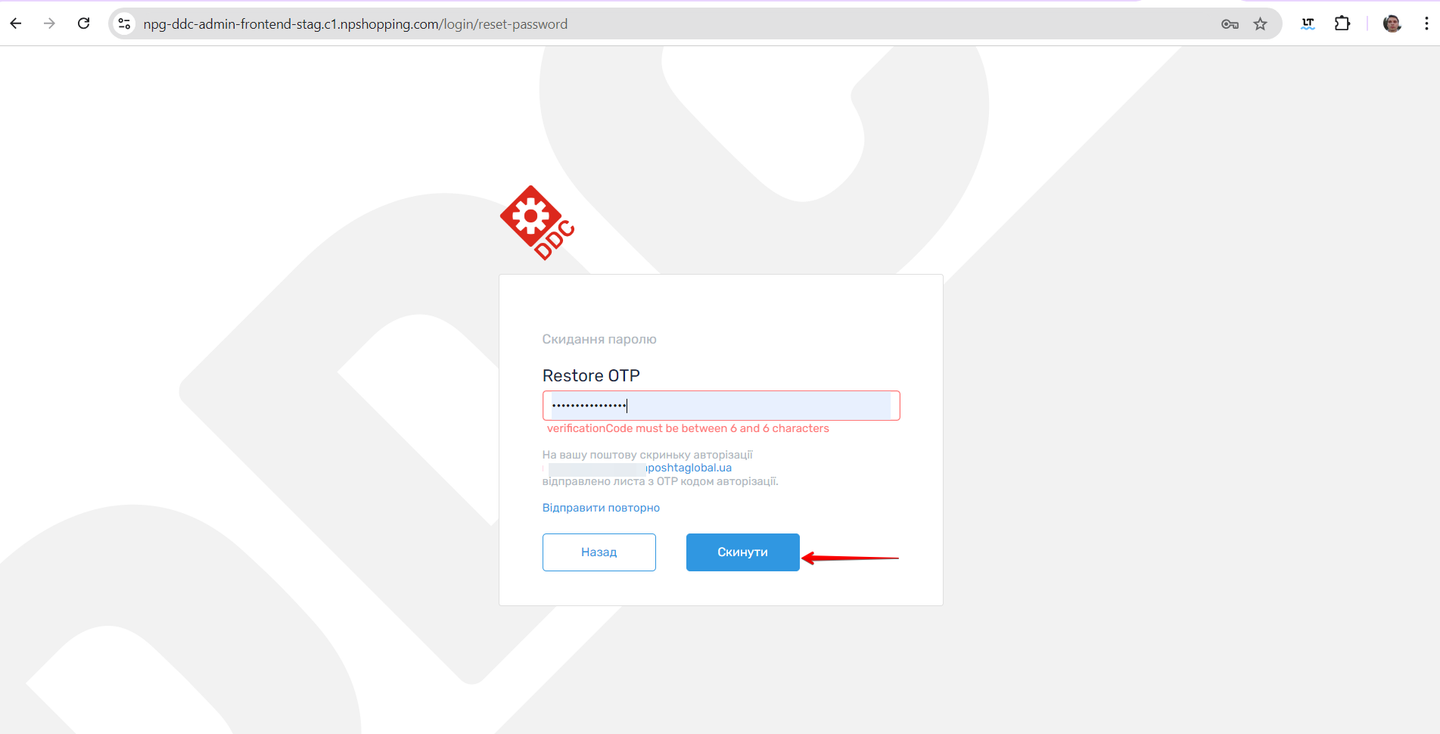 npg-ddc-admin-frontend-stag.c1.npshopping.com/login/reset-password
LT
DDC
Скидання паролю
Restore OTP
verificationCode must be between 6 and 6 characters
На вашу поштову скриньку авторізації
poshtaglobal.ua
відправлено листа з OTP кодом авторізації.
Відправити повторно
Назад
Скинути